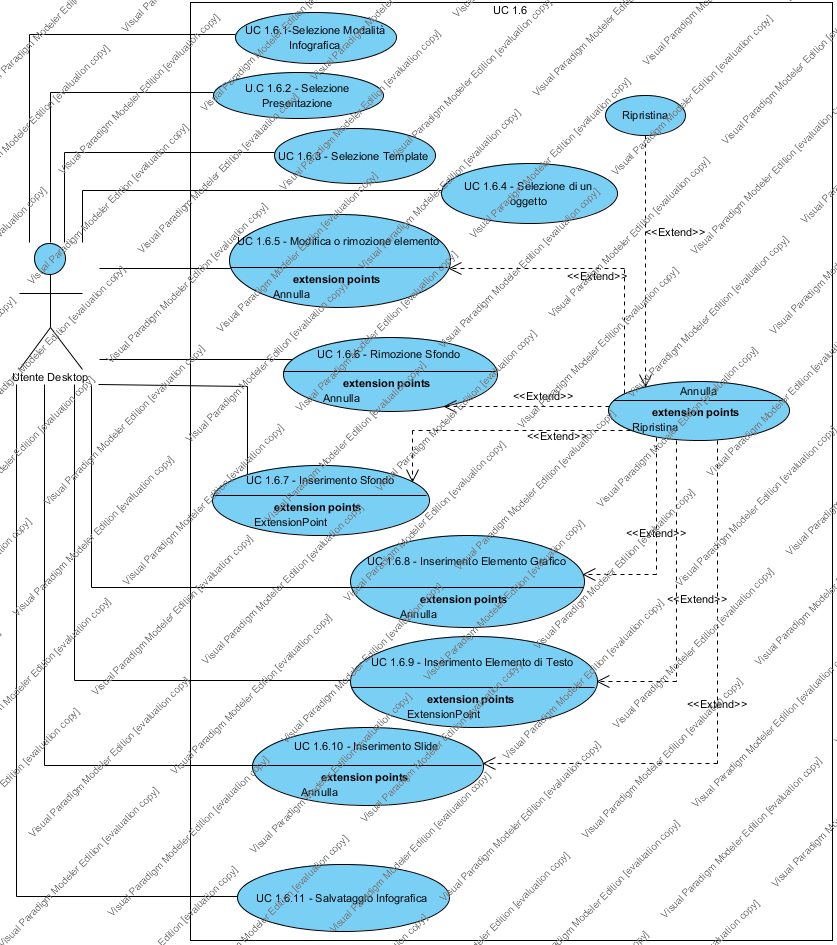 UC 1.6
UC 1.6.1-Selezione Modalità
Infografica
U.C 1.6.2 - Selezione
Presentazione
Ripristina
UC 1.6.3 - Selezione Template
UC 1.6.4 - Selezione di un
oggetto
<<Extend>>
UC 1.6.5 - Modifica o rimozione elemento
extension points
Annulla
<<Extend>>
UC 1.6.6 - Rimozione Sfondo
extension points
Annulla
Utente Desktop
<<Extend>>
Annulla
extension points
Ripristina
<<Extend>>
UC 1.6.7 - Inserimento Sfondo
extension points
ExtensionPoint
<<Extend>>
UC 1.6.8 - Inserimento Elemento Grafico
extension points
Annulla
<<Extend>>
UC 1.6.9 - Inserimento Elemento di Testo
extension points
ExtensionPoint
<<Extend>>
UC 1.6.10 - Inserimento Slide
extension points
Annulla
UC 1.6.11 - Salvataggio Infografica
Visual Paradigm Modeler Edition [evaluation copy]